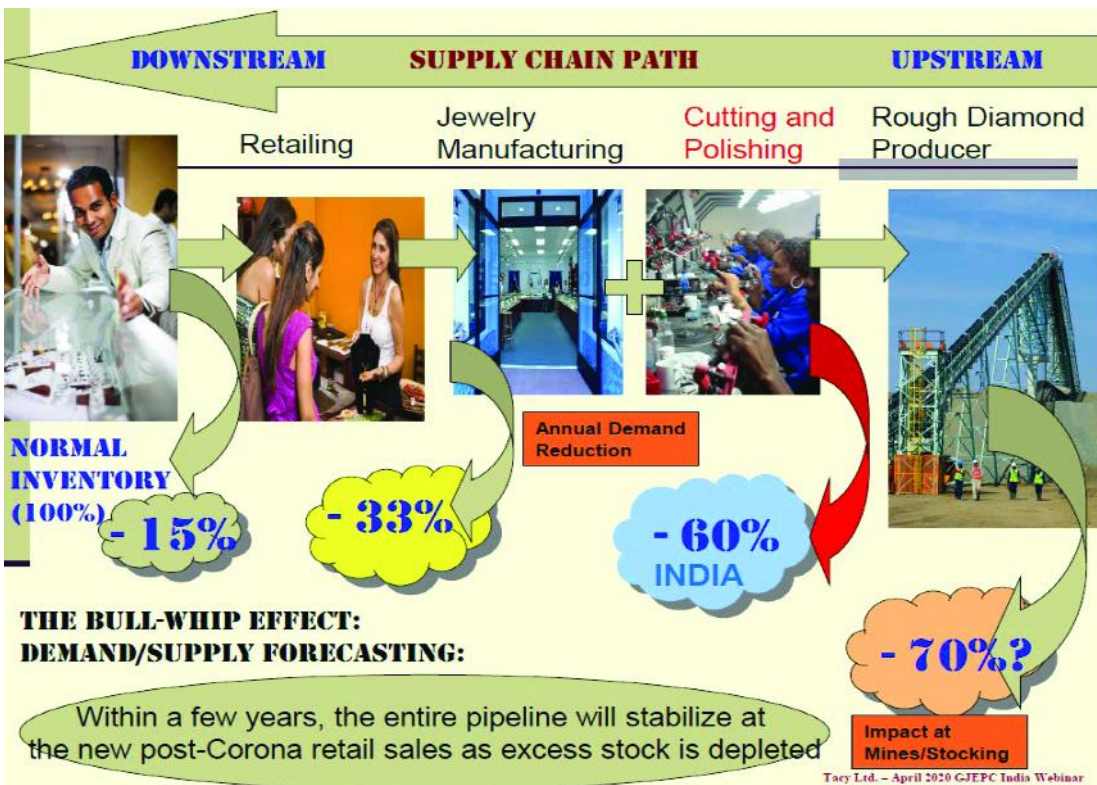 DOWNSTREAM SUPPLY CHAIN PATH UPSTREAM
Retailing
Jewelry
Manufacturing
Cutting and
Polishing
Rough Diamond
Producer
Annual Demand
Reduction
NORMAL
INVENTORY
(100%)
- 15%
- 33%
- 60%
INDIA
- 70%?
THE BULL-WHIP EFFECT:
DEMAND/SUPPLY FORECASTING:
Within a few years, the entire pipeline will stabilize at
the new post-Corona retail sales as excess stock is depleted
Impact at
Mines/Stocking
Tacy Ltd. – April 2020 GJEPC India Webinar